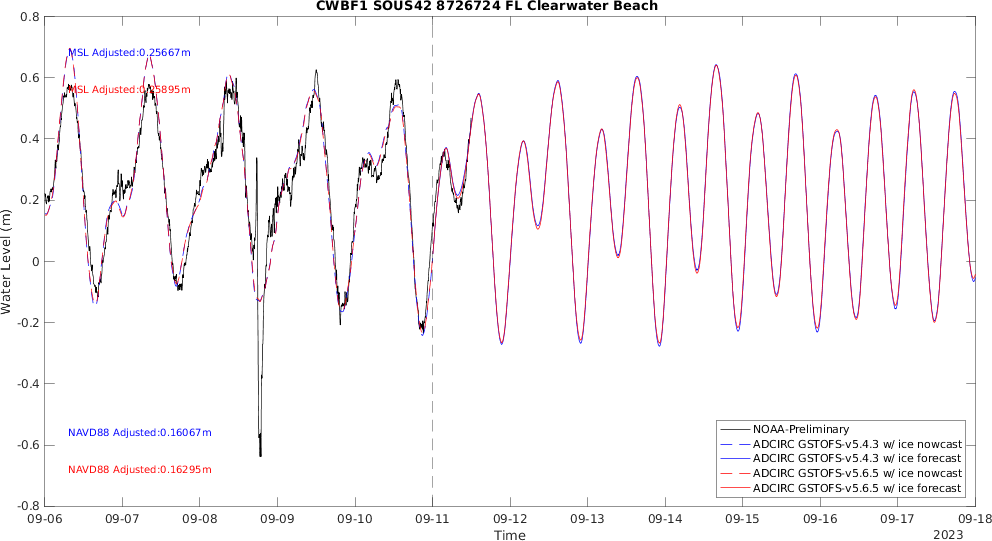 CWBF1 SOUS42 8726724 FL Clearwater Beach
0.8
0.6
0.4
0.2
0
-0.2
-0.4
-0.6
-0.8
Water Level (m)
MSL Adjusted:0.25667m
MSL Adjusted:0.25895m
NAVD88 Adjusted:0.16067m
NAVD88 Adjusted:0.16295m
NOAA-Preliminary
ADCIRC GSTOFS-v5.4.3 w/ ice nowcast
ADCIRC GSTOFS-v5.4.3 w/ ice forecast
ADCIRC GSTOFS-v5.6.5 w/ ice nowcast
ADCIRC GSTOFS-v5.6.5 w/ ice forecast
09-06 09-07 09-08 09-09 09-10 09-11 09-12 09-13 09-14 09-15 09-16 09-17 09-18
Time
2023